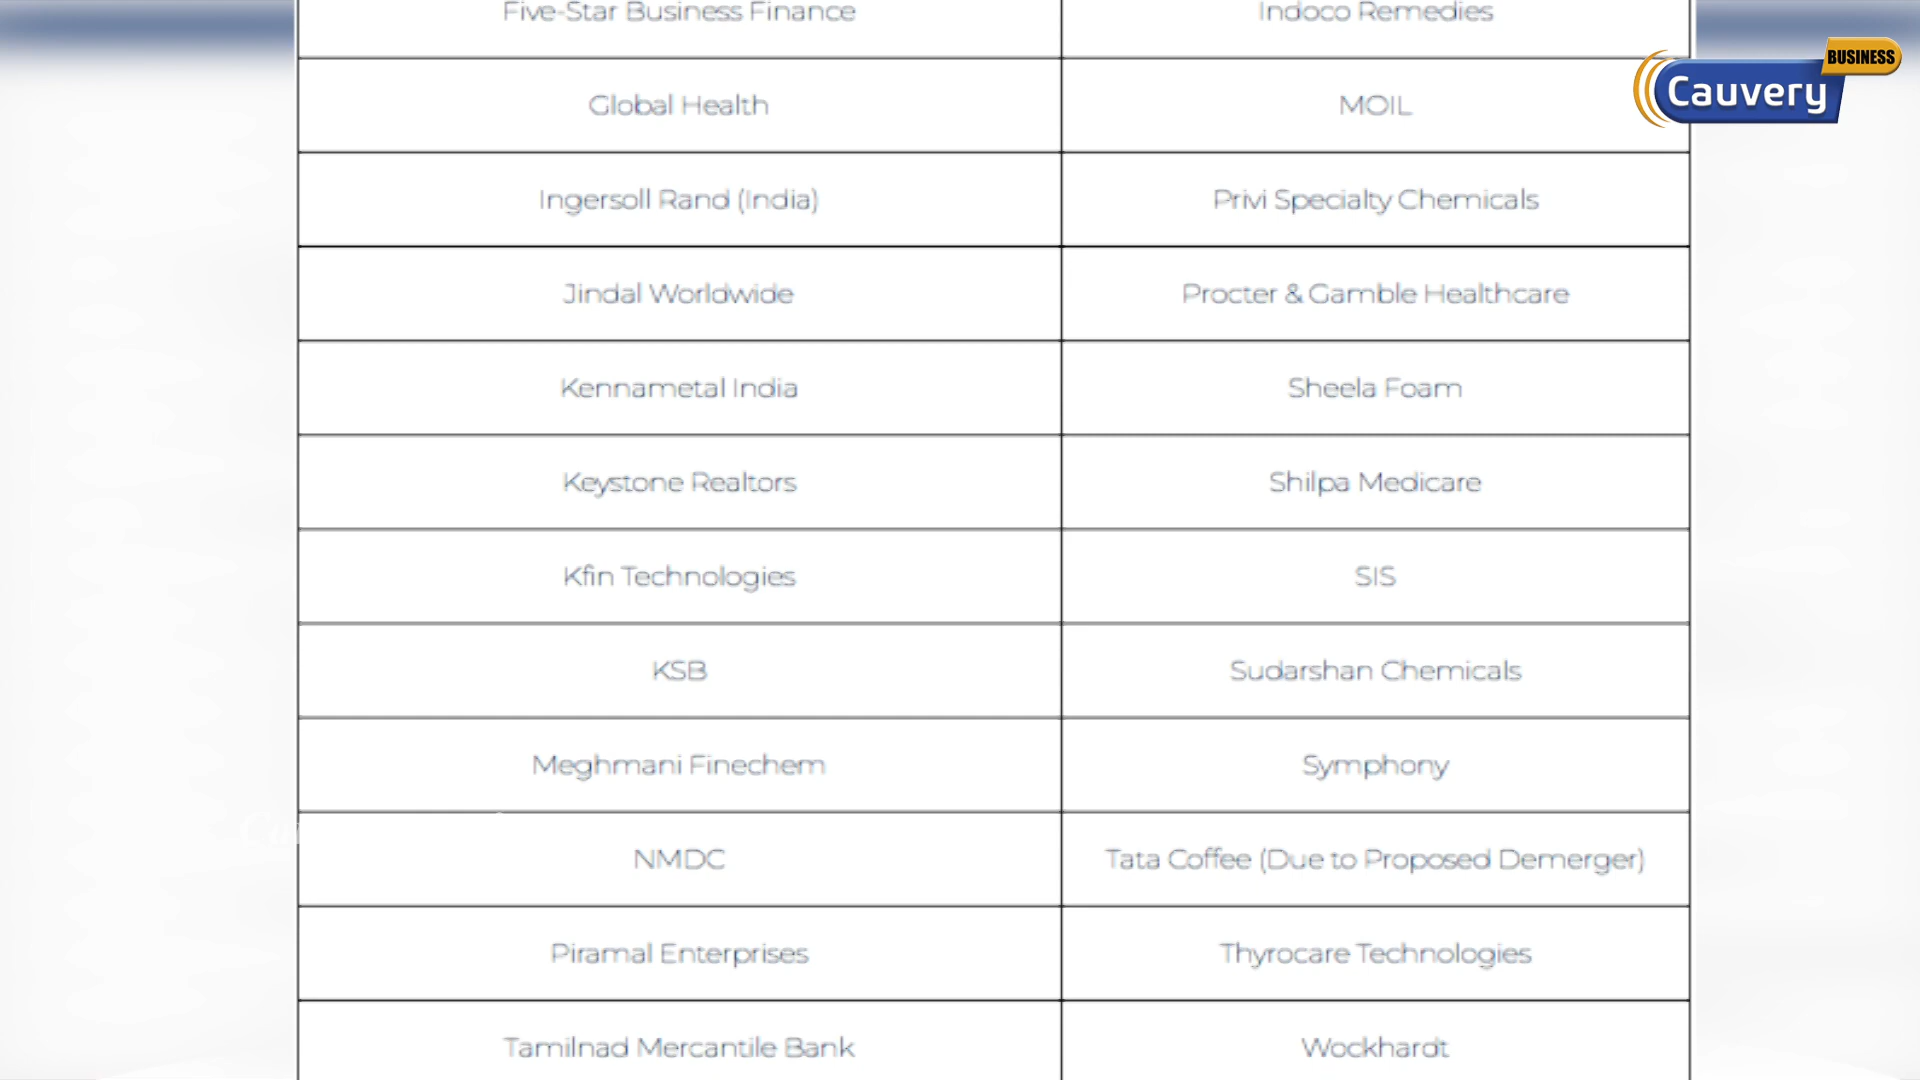 Five-Star Business Finance Indoco Remedies
BUSINESS
Cauvery
Global Health MOIL
Ingersoll Rand (India) Privi Specialty Chemicals
Jindal Worldwide Procter & Gamble Healthcare
Kennametal India Sheela Foam
Keystone Realtors Shilpa Medicare
Kfin Technologies SIS
KSB Sudarshan Chemicals
Meghmani Finechem Symphony
NMDC Tata Coffee (Due to Proposed Demerger)
Piramal Enterprises Thyrocare Technologies
Tamilnad Mercantile Bank Wockhardt